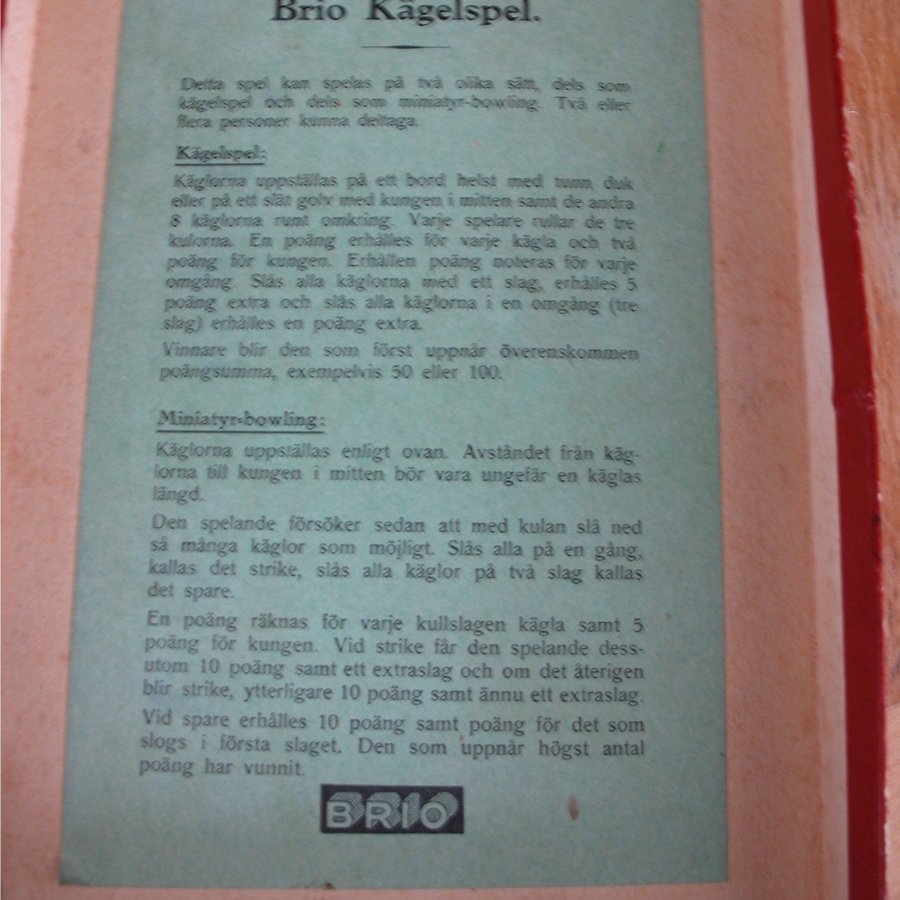 Brio Kägelspel.
Detta spel kan spelas på två olika sätt, dels som
kägelspel och dels som miniatyr-bowling. Två eller
flera personer kunna deltaga.
Kägelspel:
Käglorna uppställas på ett bord helst med tunn duk
eller på ett slät golv med kungen i mitten samt de andra
8 käglorna runt omkring. Varje spelare rullar de tre
kulorna. En poäng erhålles för varje kägla och två
poäng för kungen. Erhållen poäng noteras för varje
omgång. Slås alla käglorna med ett slag, erhålles 5
poäng extra och slås alla käglorna i en omgång (tre
slag) erhålles en poäng extra.
Vinnare blir den som först uppnår överenskommen
poängsumma, exempelvis 50 eller 100.
Miniatyr-bowling:
Käglorna uppställas enligt ovan. Avståndet från käg-
lorna till kungen i mitten bör vara ungefär en käglas
längd.
Den spelande försöker sedan att med kulan slå ned
så många käglor som möjligt. Slås alla på en gång,
kallas det strike, slås alla käglor på två slag kallas
det spare.
En poäng räknas för varje kullslagen kägla samt 5
poäng för kungen. Vid strike får den spelande dess-
utom 10 poäng samt ett extraslag och om det återigen
blir strike, ytterligare 10 poäng samt ännu ett extraslag.
Vid spare erhålles 10 poäng samt poäng för det som
slogs i första slaget. Den som uppnår högst antal
poäng har vunnit.
BRIO